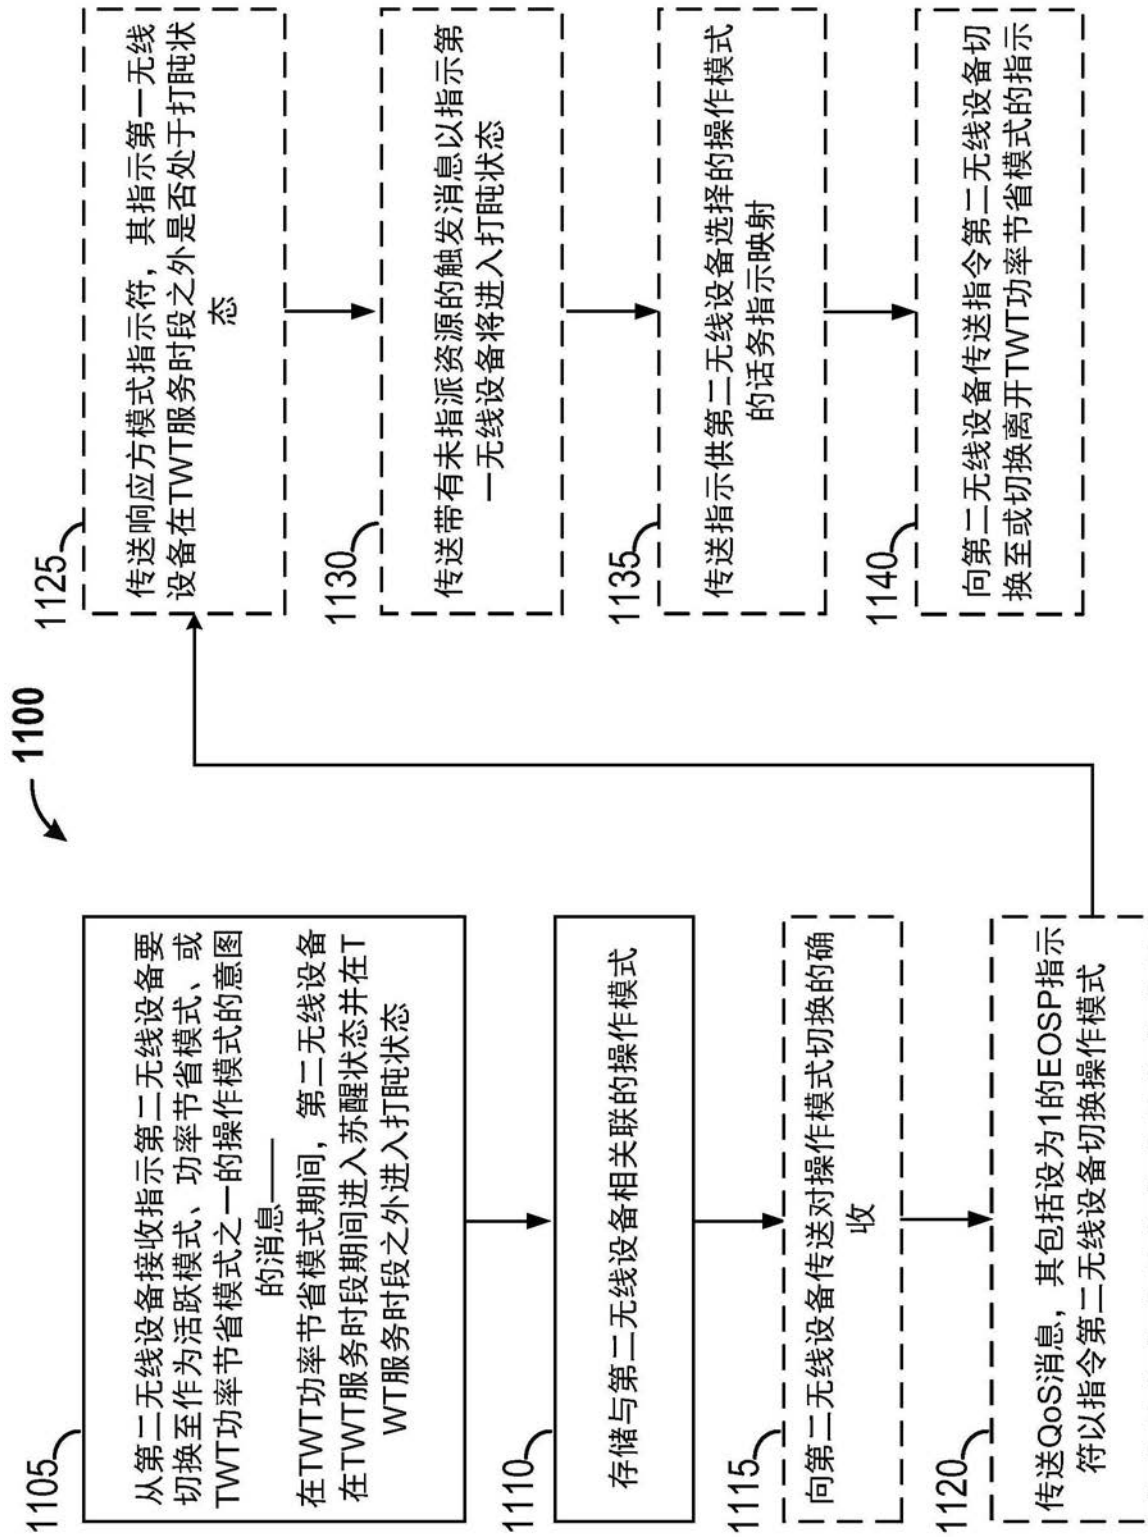 1100
1105
从第二无线设备接收指示第二无线设备要
切换至作为活跃模式、功率节省模式、或
TWT功率节省模式之一的操作模式的意图
的消息——
在TWT功率节省模式期间，第二无线设备
在TWT服务时段期间进入苏醒状态并在T
WT服务时段之外进入打盹状态
1110
存储与第二无线设备相关联的操作模式
1115
向第二无线设备传送对操作模式切换的确
收
1120
传送QoS消息，其包括设为1的EOSP指示
符以指令第二无线设备切换操作模式
1125
传送响应方模式指示符，其指示第一无线
设备在TWT服务时段之外是否处于打盹状
态
1130
传送带有未指派资源的触发消息以指示第
一无线设备将进入打盹状态
1135
传送指示供第二无线设备选择的操作模式
的话务指示映射
1140
向第二无线设备传送指令第二无线设备切
换至或切换离开TWT功率节省模式的指示